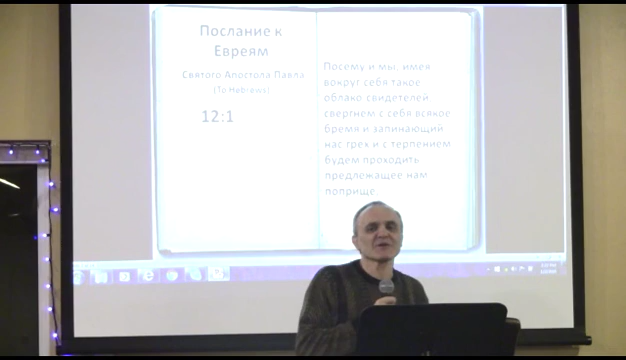 Послание к
Евреям
Святого Апостола Павла
(To Hebrews)
12:1
Посему и мы, имея
вокруг себя такое
облако свидетелей
свергнем с себя всякое
бремя и запинающий
нас грех и с терпением
будем проходить
предлежащее нам
поприще